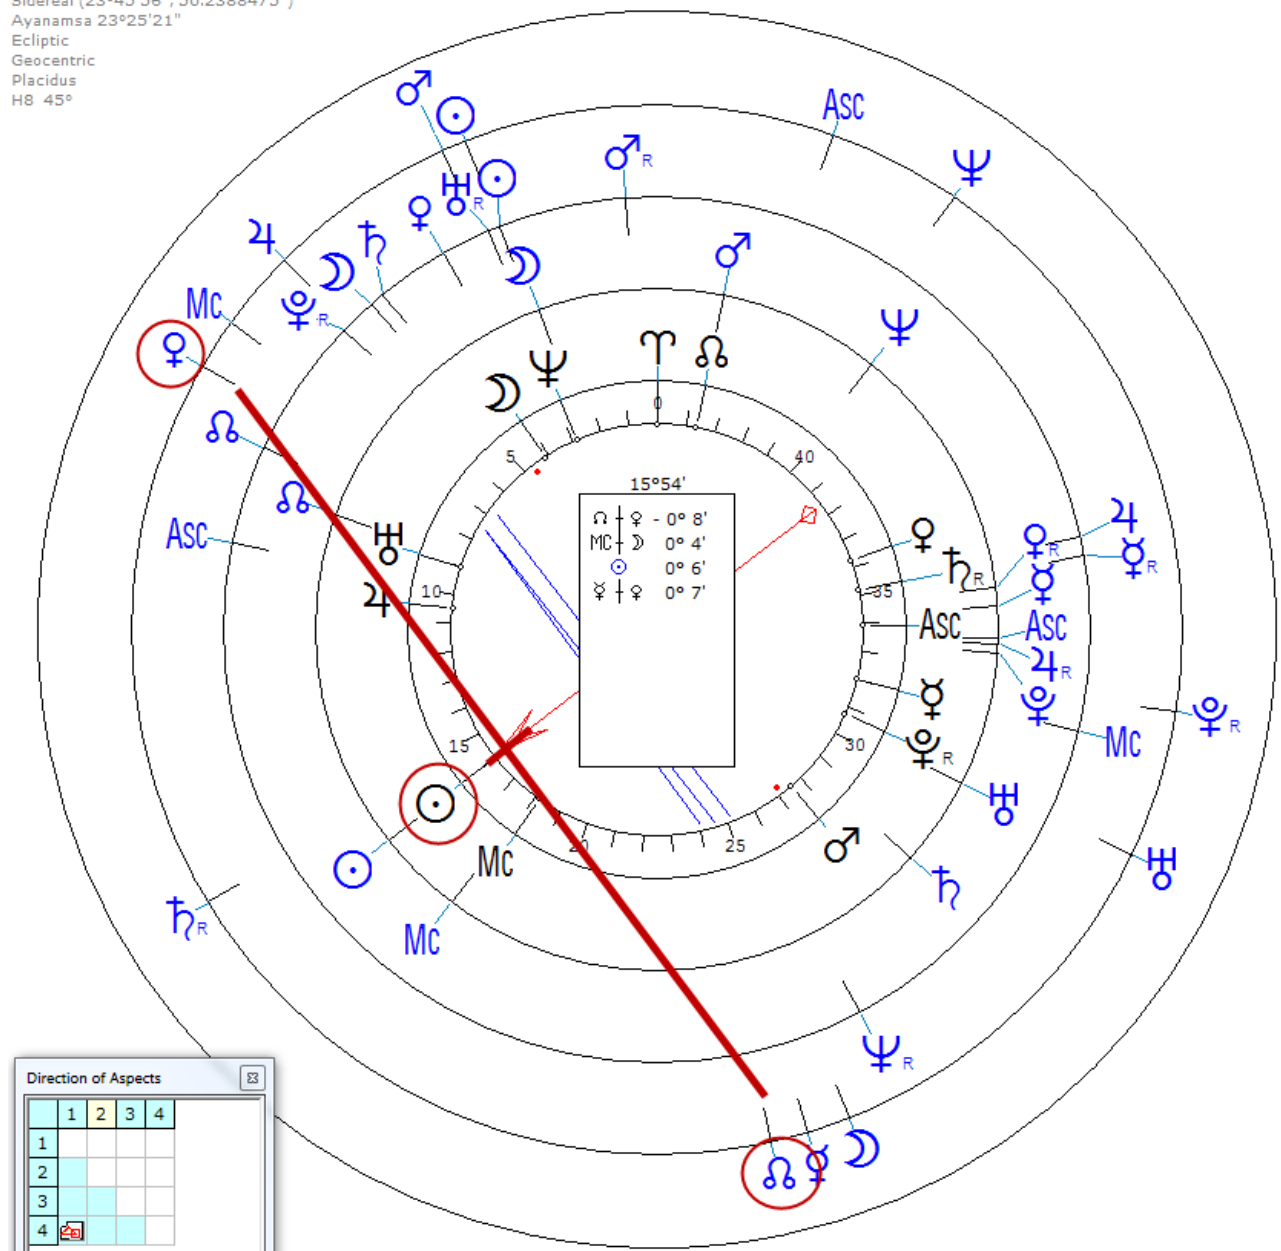 Ayanamsa 23°25'21"
Ecliptic
Geocentric
Placidus
H8 45°
Asc
♂ ☉
♂R
♆
♅R ☉
♀
♃
♄
☽
☽
♂
Mc
♇R
♀
♆
♆
♈ ☊
☽
0
☊
5
40
15°54'
☊ + ♀ - 0° 8'
MC + ☽ 0° 4'
☉ 0° 6'
☿ + ♀ 0° 7'
☊
♃
♀R
☿R
Asc
♅
♀
♄R
☿
♃
10
35
Asc
Asc
♃R
☿
♇
♇R
15
30
♇R
Mc
☉
♅
20
25
Mc
♂
☉
♅
♄
♄R
Mc
♆R
☊ ☿ ☽
Direction of Aspects
1 2 3 4
1
2
3
4